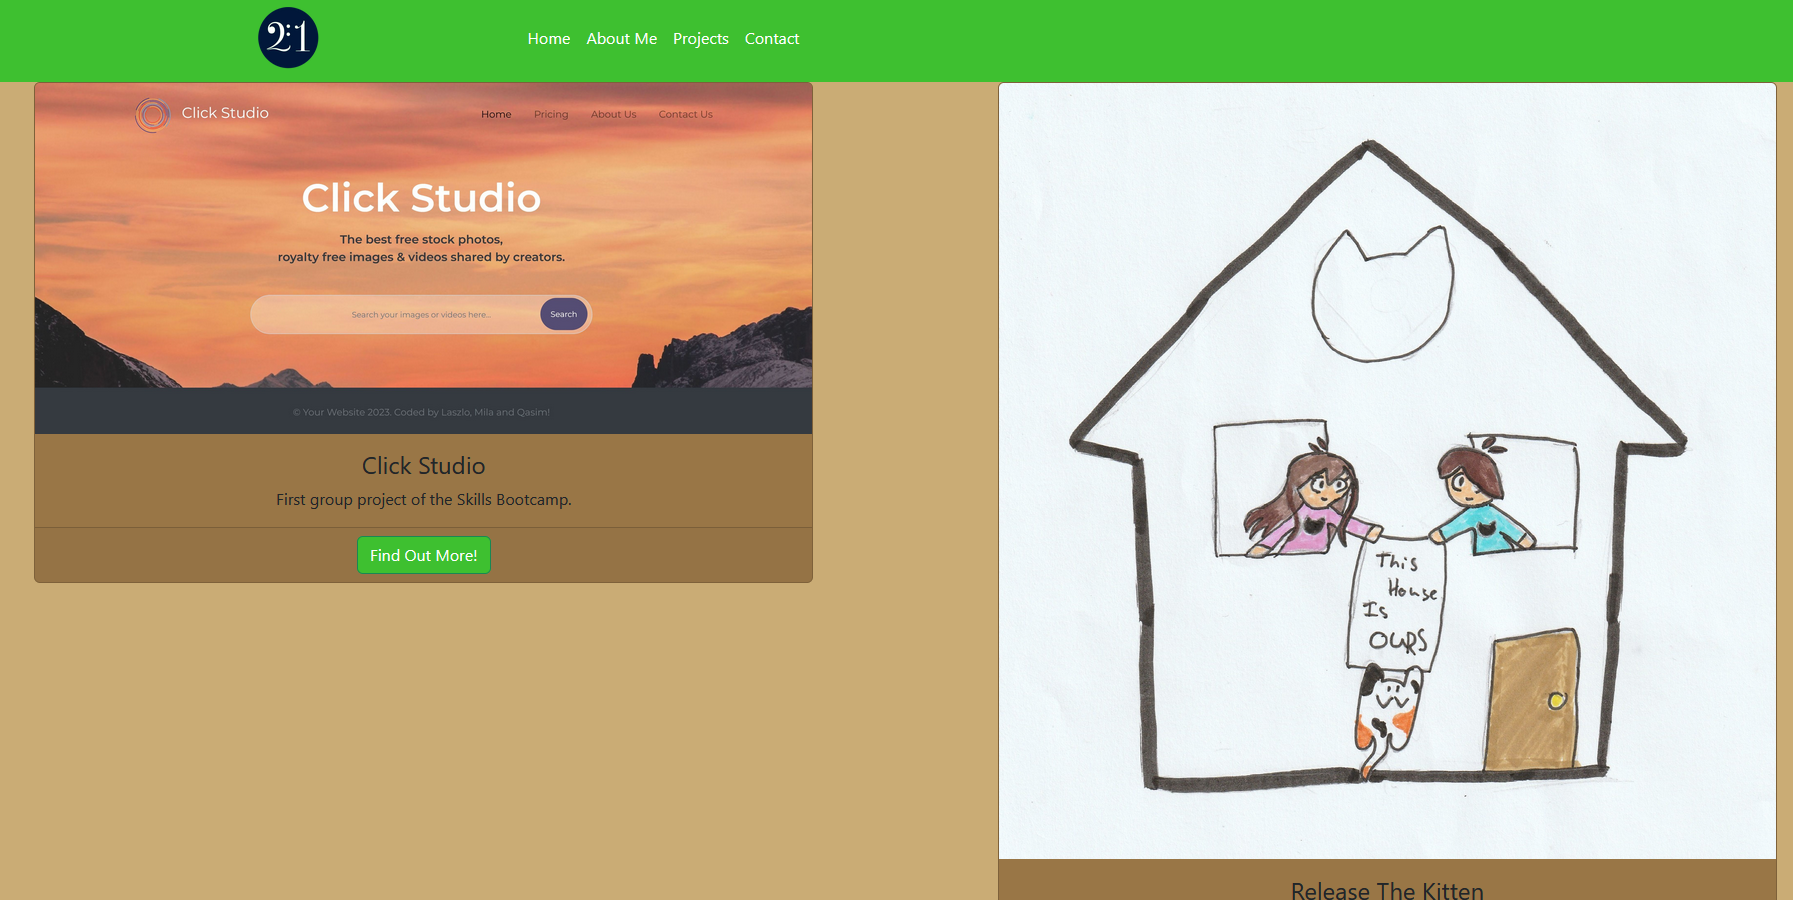 2:1
Home About Me Projects Contact
Click Studio
Home Pricing About Us Contact Us
Click Studio
The best free stock photos,
royalty free images & videos shared by creators.
Search your images or videos here...
Search
© Your Website 2023. Coded by Laszlo, Mila and Qasim!
Click Studio
First group project of the Skills Bootcamp.
Find Out More!
This
House
Is
OURS
Release The Kitten